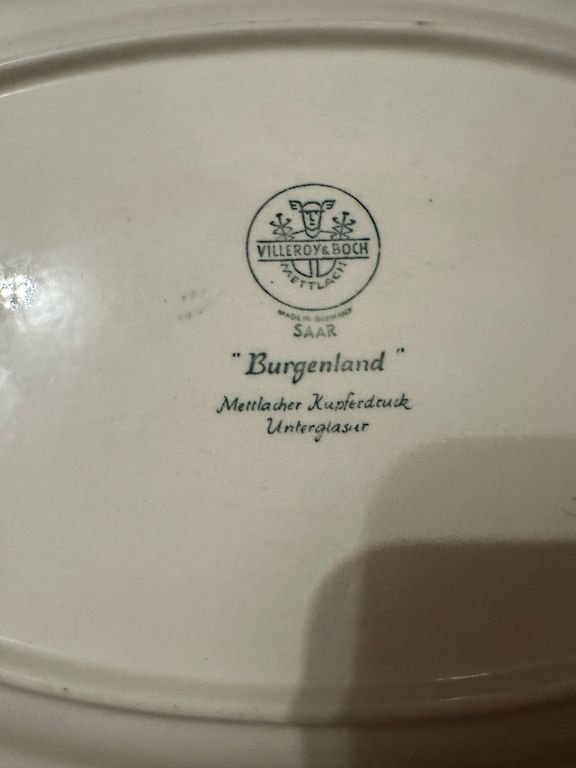 VILLEROY & BOCH
METTLACH
MADE IN GERMANY
SAAR
"Burgenland"
Mettlacher Kupferdruck
Unterglasur